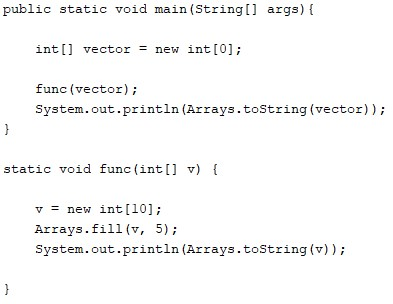 public static void main(String[] args){
int[] vector = new int[0];
func(vector);
System.out.println(Arrays.toString(vector));
}
static void func(int[] v) {
v = new int[10];
Arrays.fill(v, 5);
System.out.println(Arrays.toString(v));
}